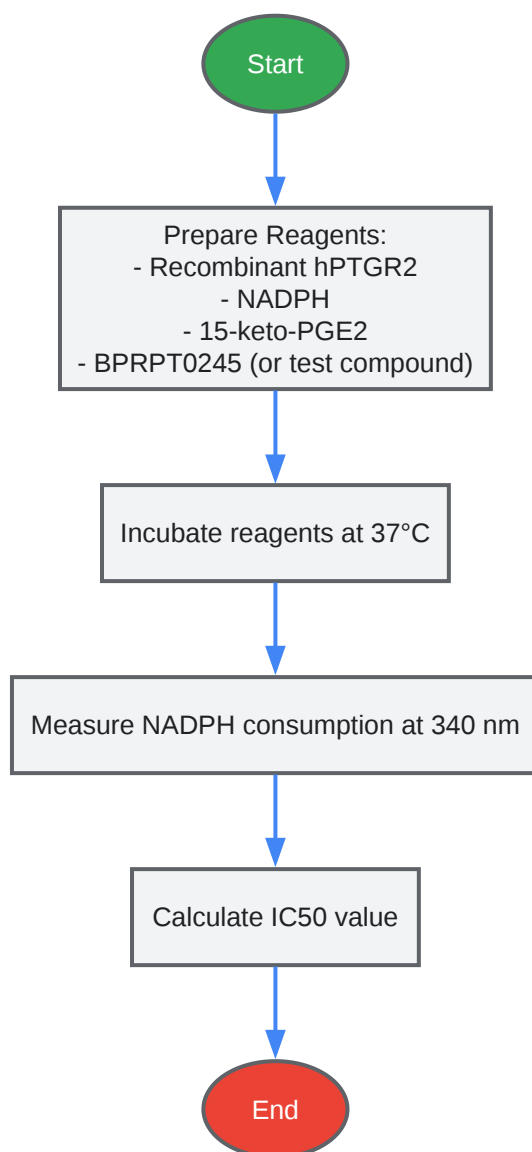 Start
Prepare Reagents:
- Recombinant hPTGR2
- NADPH
- 15-keto-PGE2
- BPRPT0245 (or test compound)
Incubate reagents at 37°C
Measure NADPH consumption at 340 nm
Calculate IC50 value
End